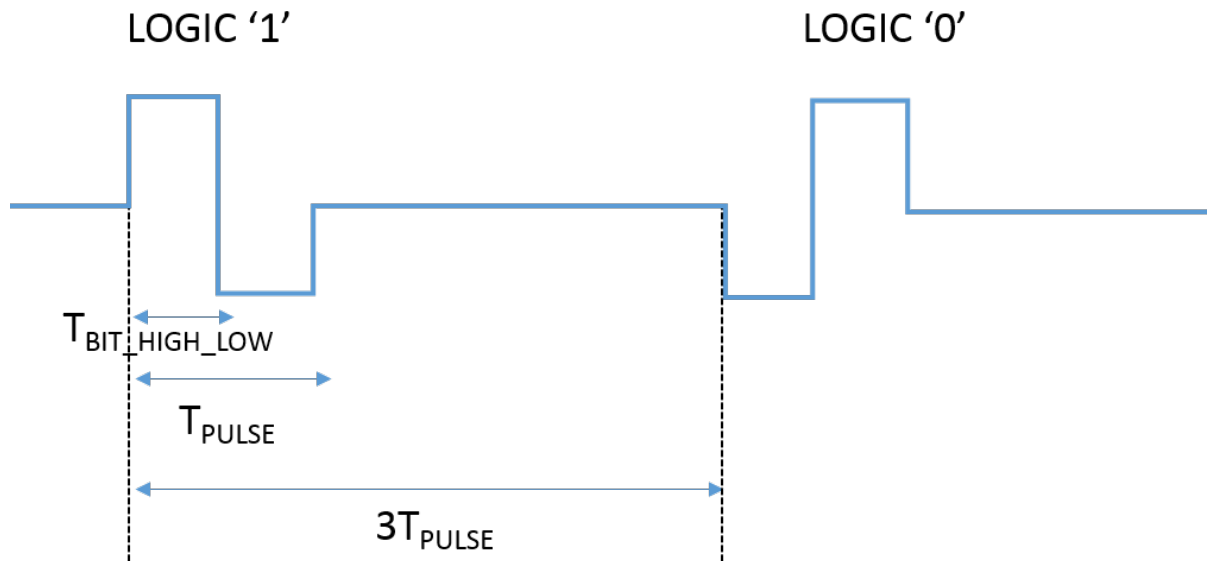 LOGIC ‘1’
LOGIC ‘0’
TBIT_HIGH_LOW
TPULSE
3TPULSE